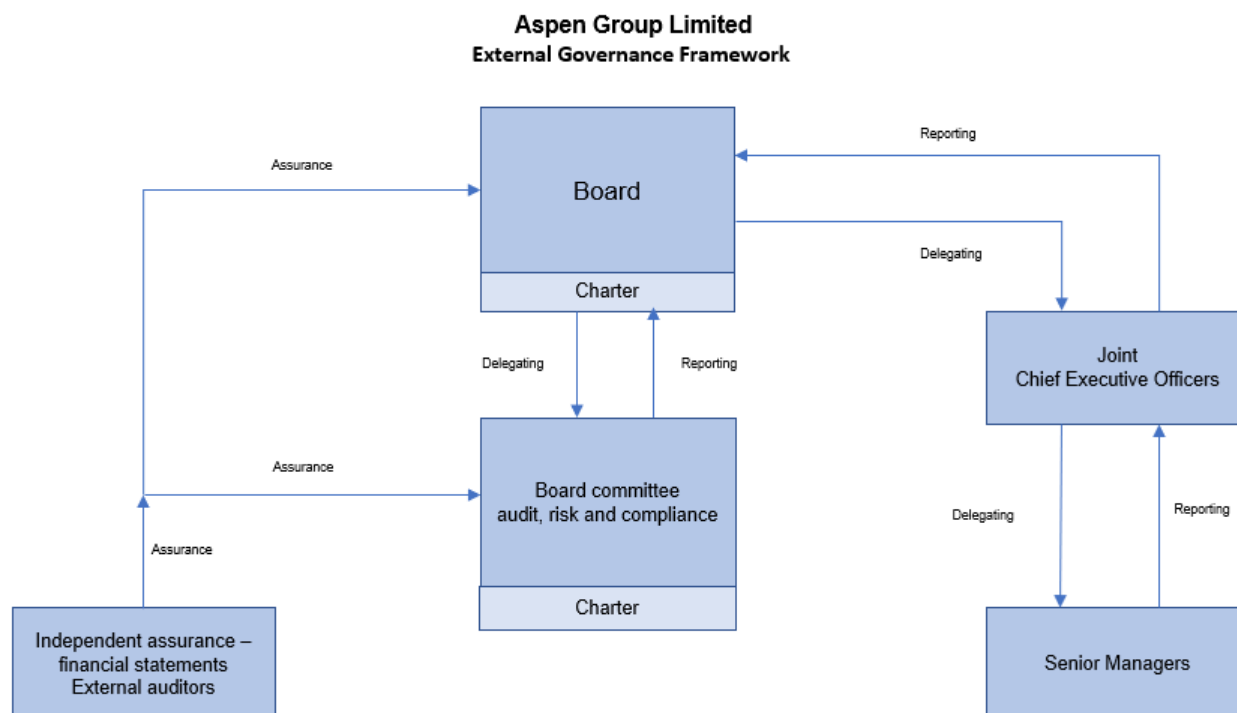 Aspen Group Limited
External Governance Framework
Reporting
Assurance
Board
Delegating
Charter
Delegating
Reporting
Joint
Chief Executive Officers
Assurance
Board committee
audit, risk and compliance
Delegating
Reporting
Assurance
Charter
Independent assurance –
financial statements
External auditors
Senior Managers